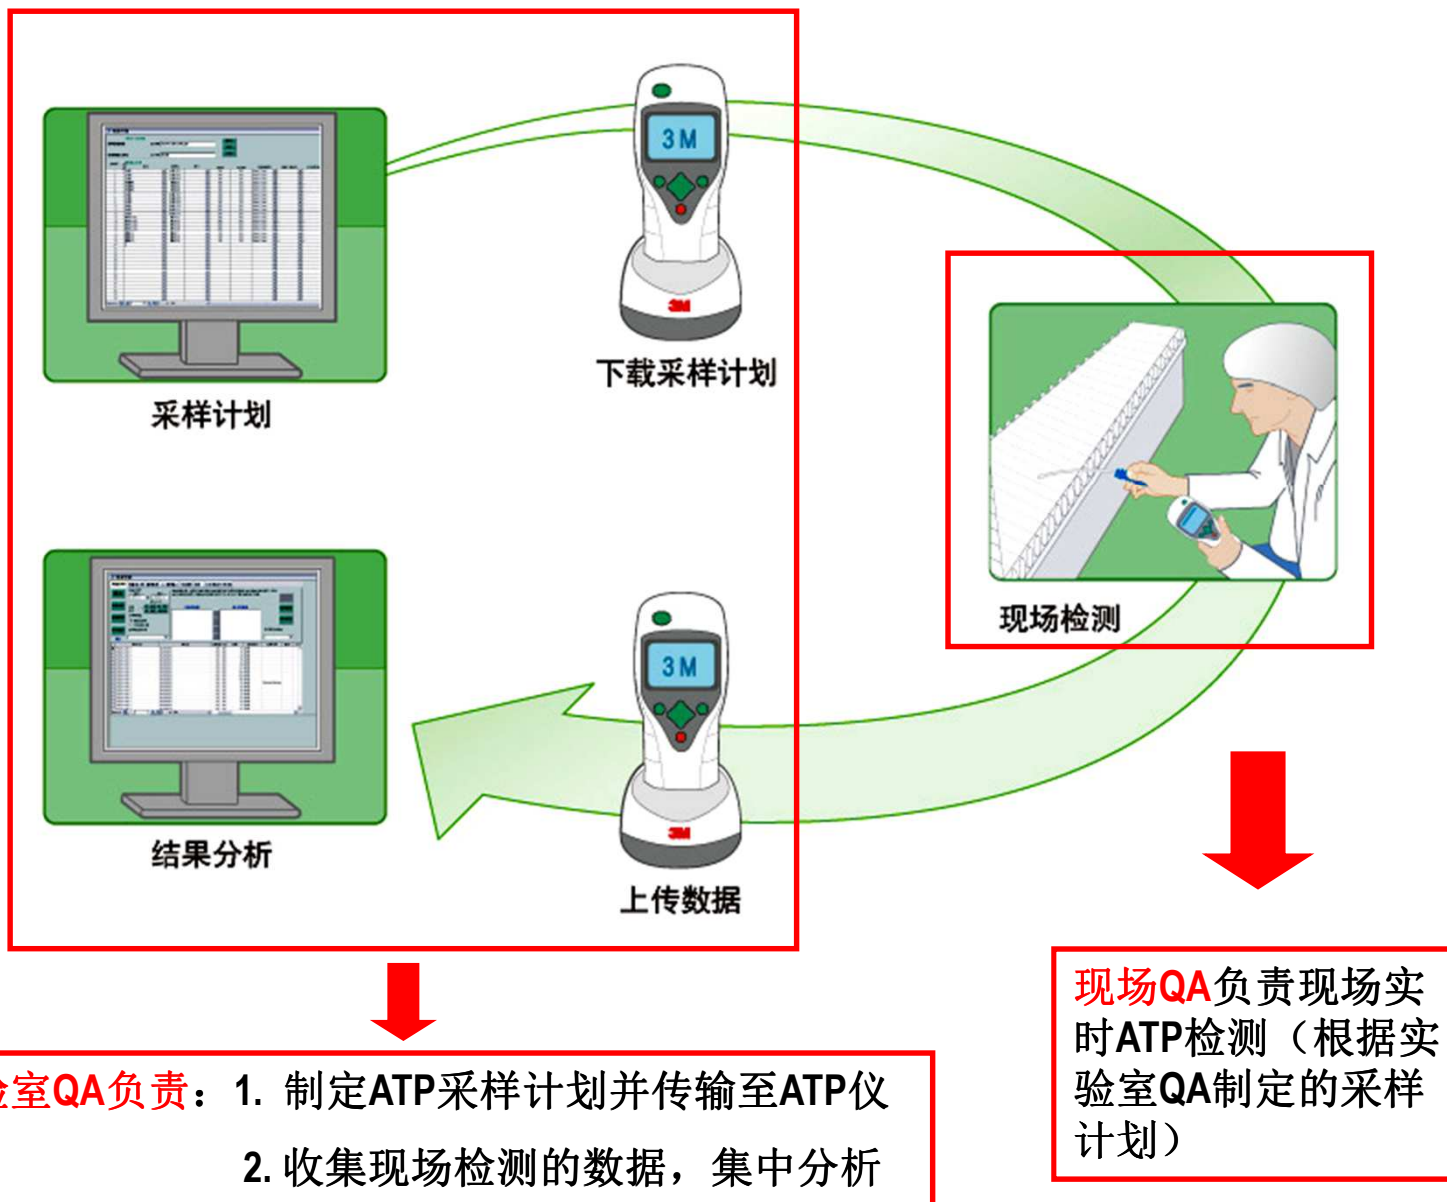 3M
3M
下载采样计划
采样计划
现场检测
3M
3M
结果分析
上传数据
现场QA负责现场实
时ATP检测（根据实
验室QA制定的采样
计划）
验室QA负责：1. 制定ATP采样计划并传输至ATP仪
2. 收集现场检测的数据，集中分析